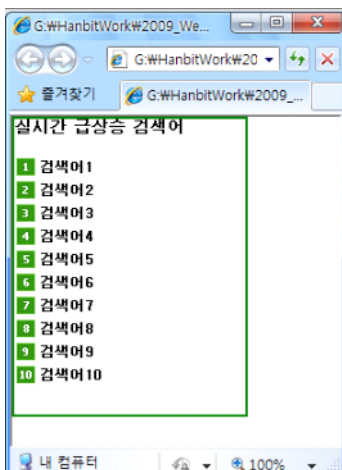 G:₩HanbitWork₩2009_We...
G:₩HanbitWork₩20
즐겨찾기
G:₩HanbitWork₩2009_...
실시간 급상승 검색어
1 검색어1
2 검색어2
3 검색어3
4 검색어4
5 검색어5
6 검색어6
7 검색어7
8 검색어8
9 검색어9
10 검색어10
내 컴퓨터
100%